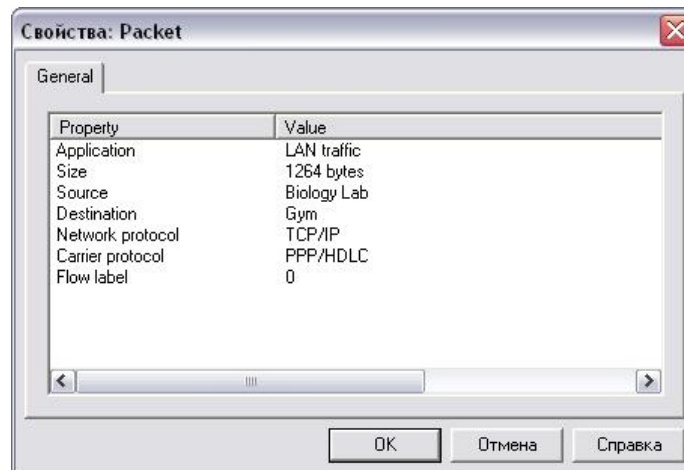 Свойства: Packet
General
Property Value
Application LAN traffic
Size 1264 bytes
Source Biology Lab
Destination Gym
Network protocol TCP/IP
Carrier protocol PPP/HDLC
Flow label 0
OK Отмена Справка